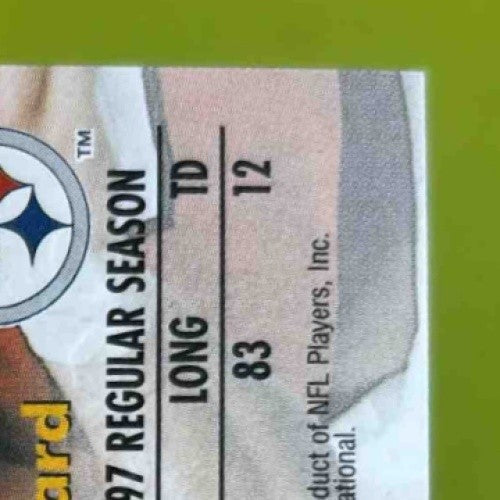 TM
ard
97 REGULAR SEASON
LONG TD
83 12
duct of NFL Players, Inc.
ational.